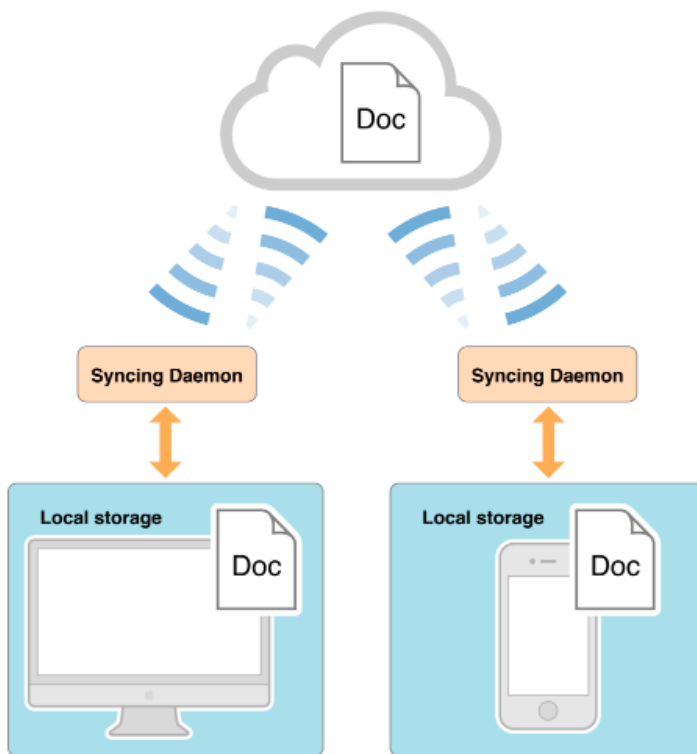 Doc
Syncing Daemon
Syncing Daemon
Local storage
Doc
Local storage
Doc